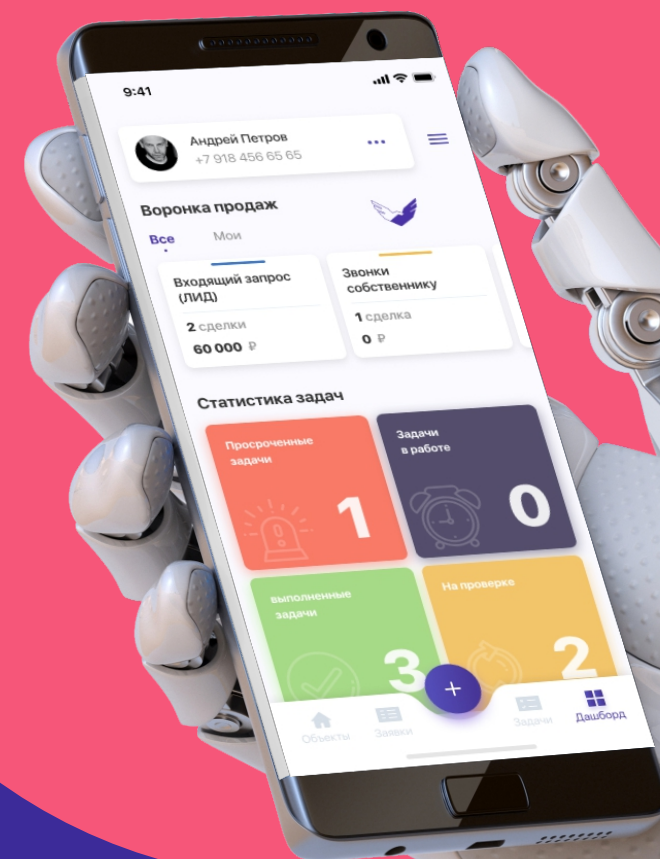 9:41
Андрей Петров
+7 918 456 65 65
Воронка продаж
Все
Мои
Входящий запрос
(ЛИД)
2 сделки
60 000 ₽
Звонки
собственнику
1 сделка
0 ₽
Статистика задач
Просроченные
задачи
1
Задачи
в работе
0
выполненные
задачи
3
На проверке
2
+
Объекты
Заявки
Задачи
Дашборд